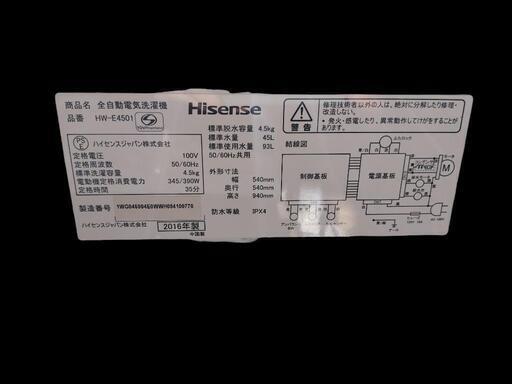 商品名 全自動電気洗濯機
品番 HW-E4501
Hisense
ハイセンスジャパン株式会社
定格電圧 100V
定格周波数 50/60Hz
標準洗濯容量 4.5kg
電動機定格消費電力 345/390W
定格時間 35分
製造番号
ハイセンスジャパン株式会社 2016年製
中国製
標準脱水容量 4.5kg
標準水量 45L
標準使用水量 93L
50/60Hz共用
外形寸法
幅 540mm
奥行 540mm
高さ 940mm
防水等級 IPX4
警告
修理技術者以外の人は、絶対に分解したり修理・改造しない。
・発火・感電したり、異常動作してけがをすることがあります。
結線図
ふたロック
制御基板
電源基板
M